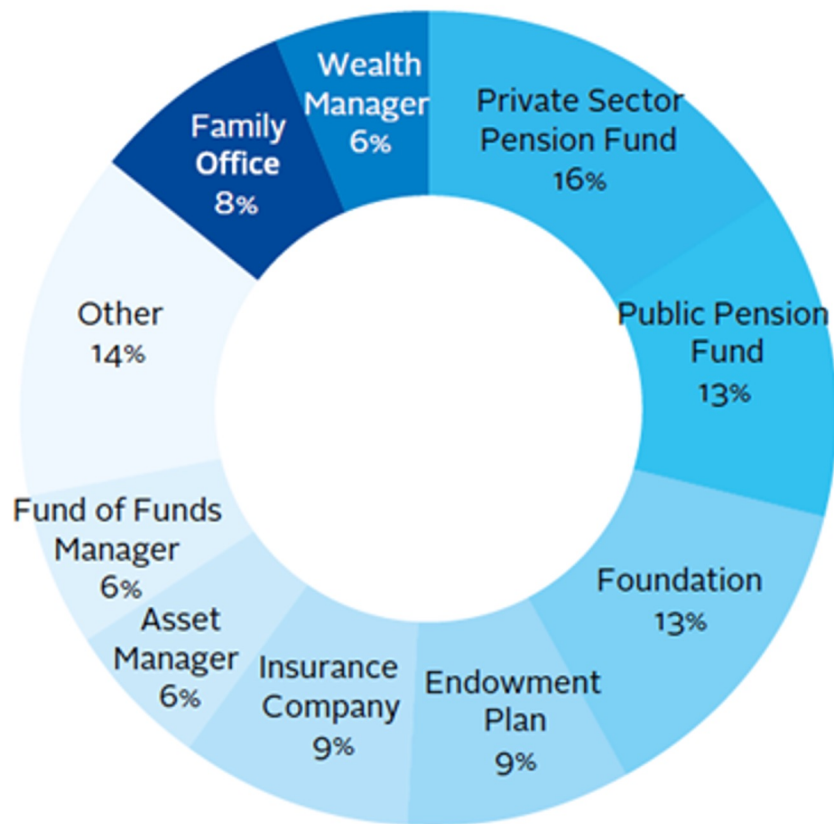 Wealth
Manager
6%
Private Sector
Pension Fund
16%
Family
Office
8%
Public Pension
Fund
13%
Other
14%
Foundation
13%
Fund of Funds
Manager
6%
Asset
Manager
6%
Insurance
Company
9%
Endowment
Plan
9%